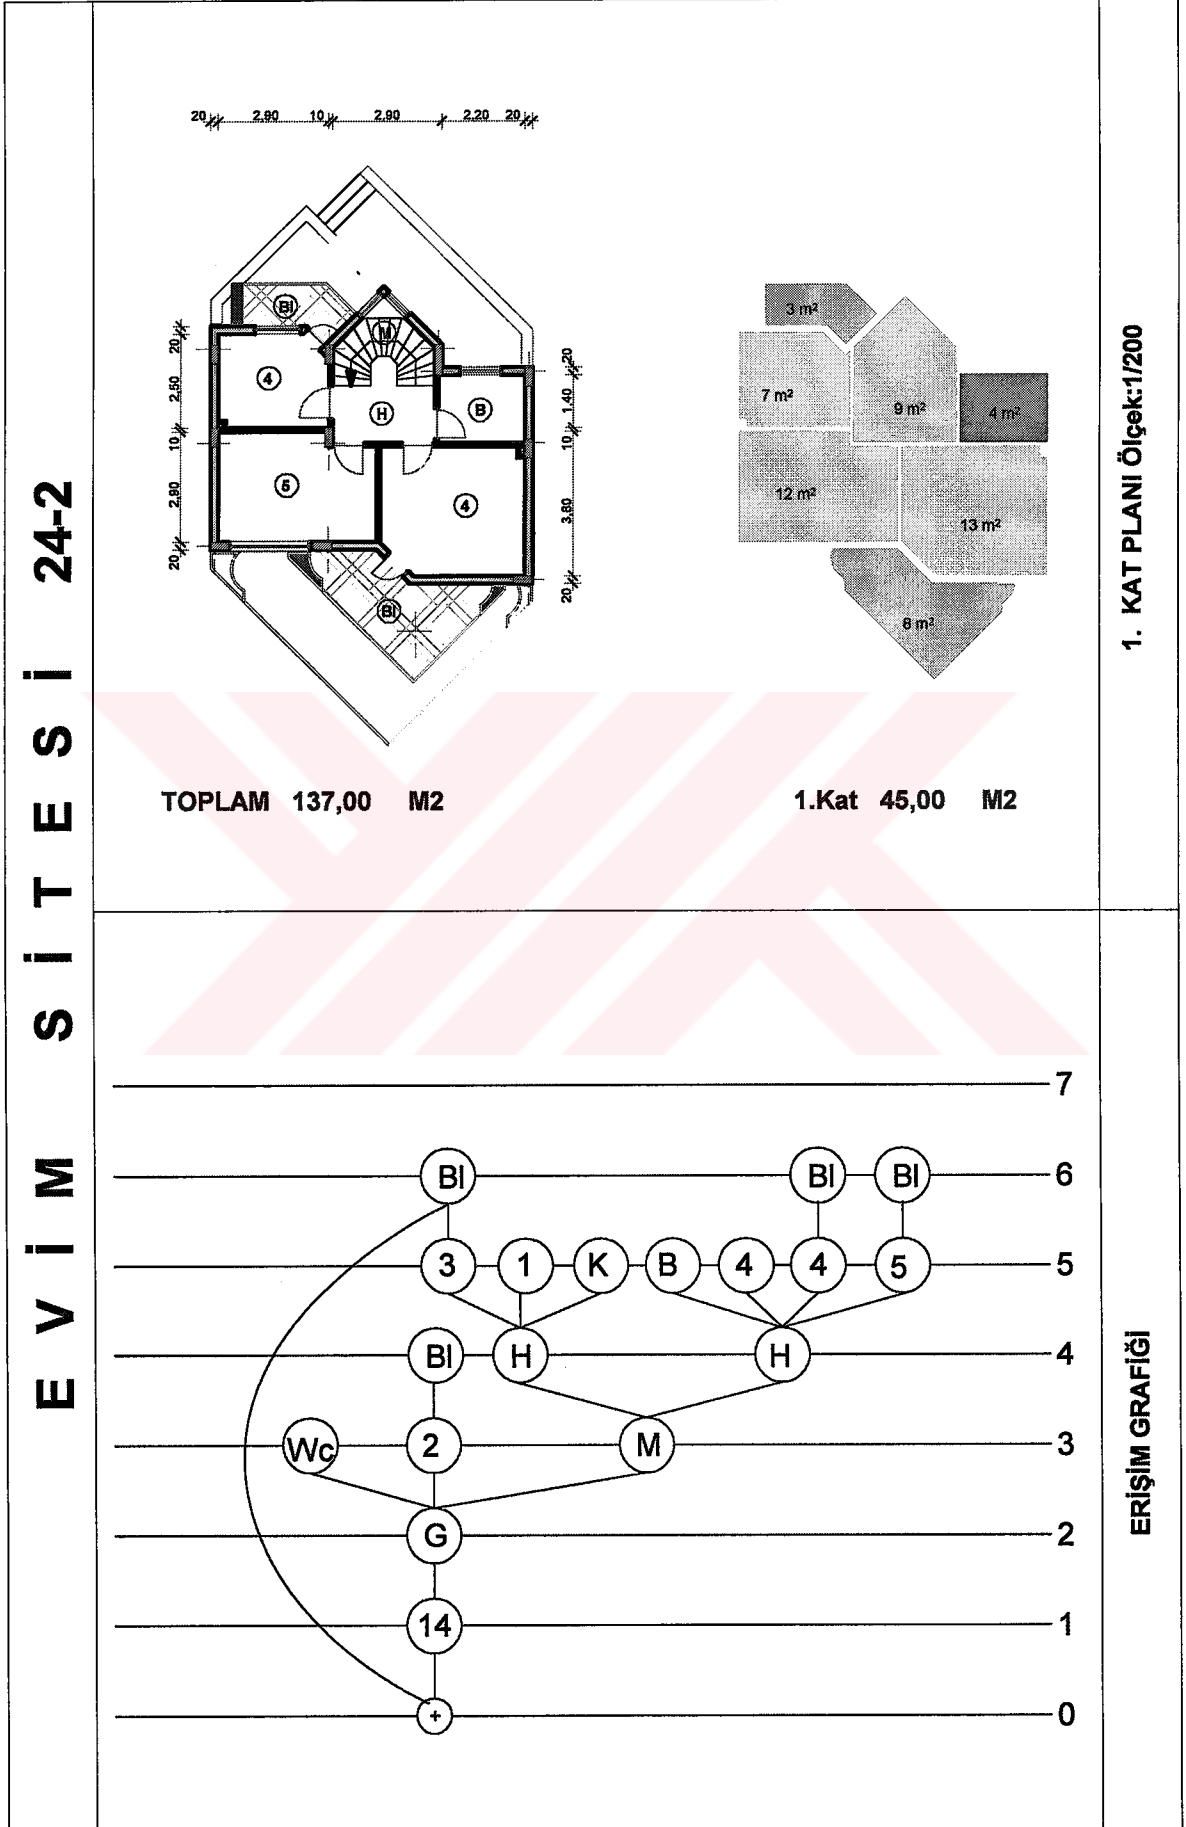 EVİM SİTESİ 24-2
20 2,80 10 2,90 2,20 20
20 2,50 10 2,90 20
20 1,40 10 3,80 20
Bl
M
4
H
B
5
4
Bl
3 m²
7 m²
9 m²
4 m²
12 m²
13 m²
8 m²
TOPLAM 137,00 M2
1.Kat 45,00 M2
1. KAT PLANI Ölçek:1/200
7
Bl Bl Bl 6
3 1 K B 4 4 5 5
Bl H H 4
Wc 2 M 3
G 2
14 1
+ 0
ERİŞİM GRAFİĞİ